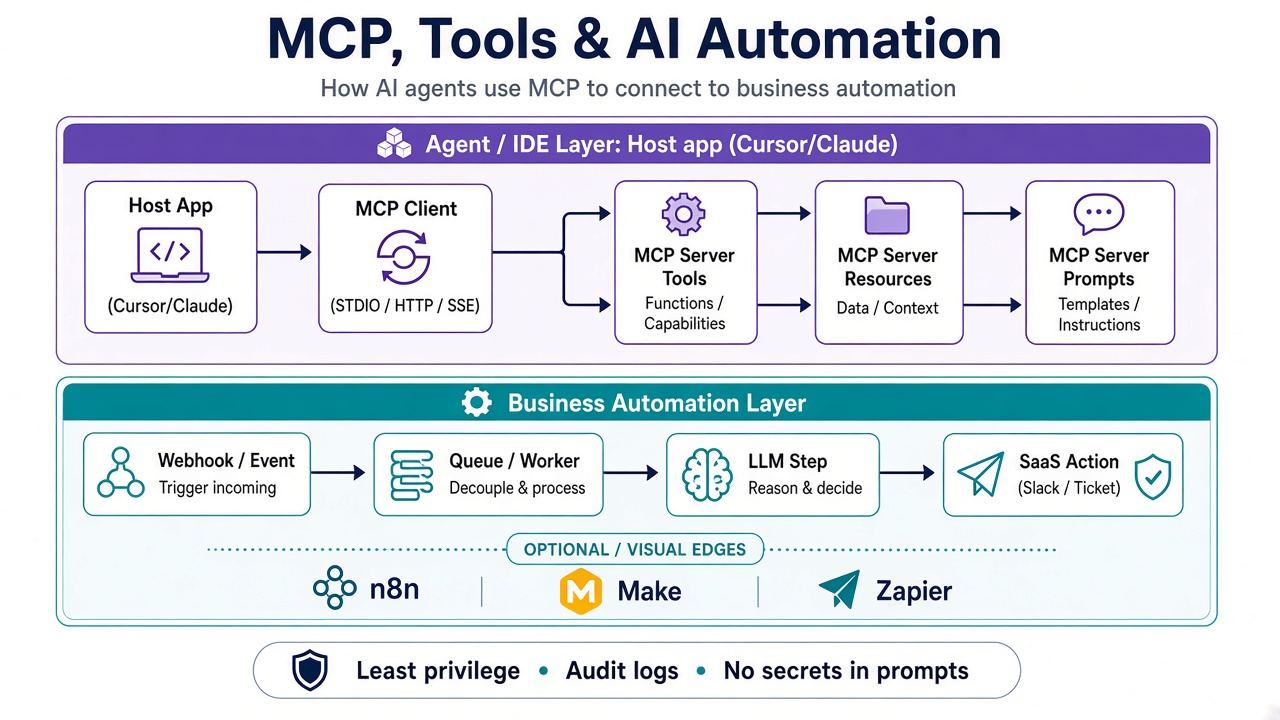 MCP, Tools & AI Automation
How AI agents use MCP to connect to business automation
Agent / IDE Layer: Host app (Cursor/Claude)
Host App
</>
(Cursor/Claude)
MCP Client
(STDIO / HTTP / SSE)
MCP Server
Tools
Functions /
Capabilities
MCP Server
Resources
Data / Context
MCP Server
Prompts
Templates /
Instructions
Business Automation Layer
Webhook / Event
Trigger incoming
Queue / Worker
Decouple & process
LLM Step
Reason & decide
SaaS Action
(Slack / Ticket)
OPTIONAL / VISUAL EDGES
n8n
M
Make
Zapier
Least privilege • Audit logs • No secrets in prompts